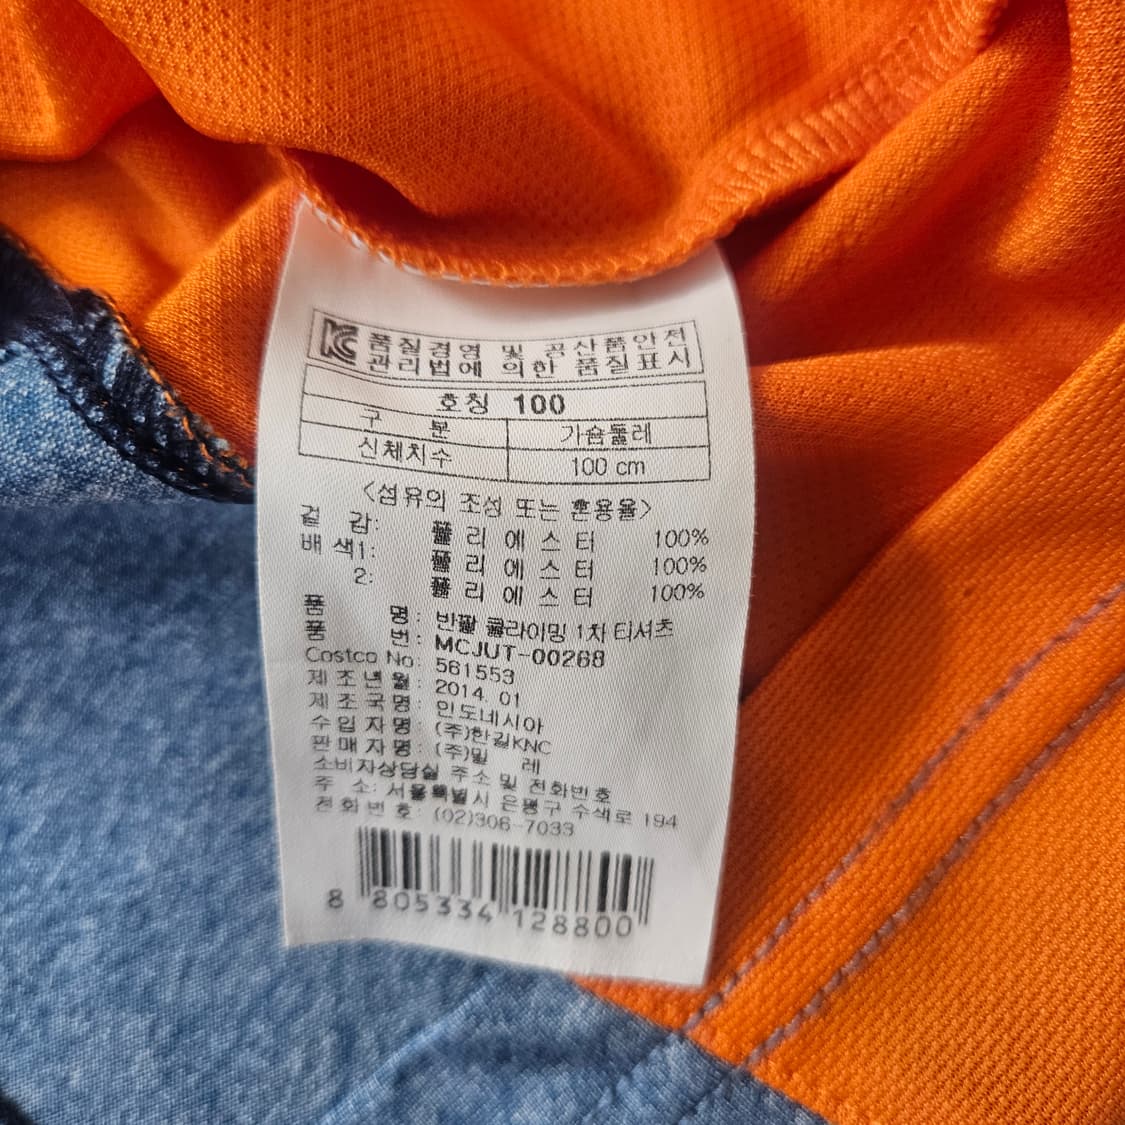 KC 품질경영 및 공산품안전
관리법에 의한 품질표시
호칭 100
구 분 가슴둘레
신체치수 100 cm
<섬유의 조성 또는 혼용율>
겉 감: 폴 리 에 스 터 100%
배 색1: 폴 리 에 스 터 100%
2: 폴 리 에 스 터 100%
품 명: 반팔 클라이밍 1차 티셔츠
품 번: MCJUT-00268
Costco No: 561553
제 조 년 월: 2014. 01
제 조 국 명: 인도네시아
수 입 자 명: (주)한길KNC
판 매 자 명: (주)밀 레
소비자상담실 주소 및 전화번호
주 소: 서울특별시 은평구 수색로 194
전 화 번 호: (02)306-7033
8 805334 128800